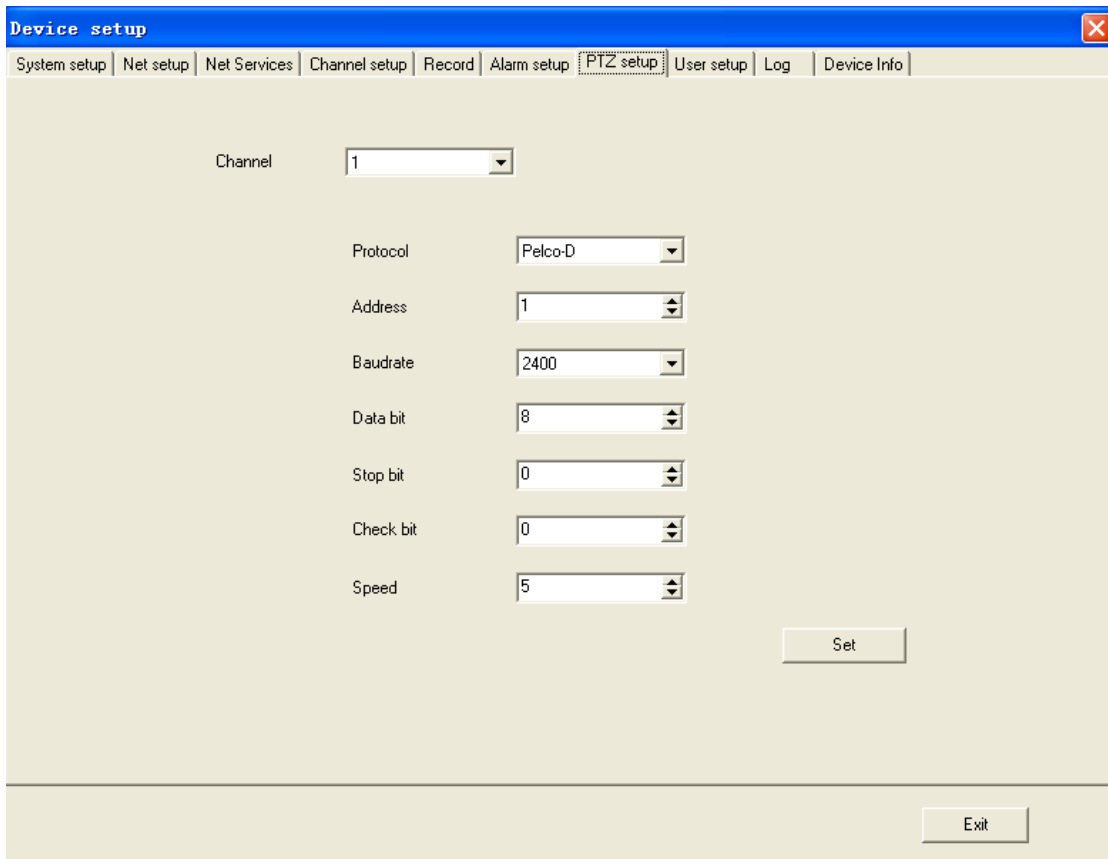 Device setup
System setup Net setup Net Services Channel setup Record Alarm setup PTZ setup User setup Log Device Info
Channel 1
Protocol Pelco-D
Address 1
Baudrate 2400
Data bit 8
Stop bit 0
Check bit 0
Speed 5
Set
Exit